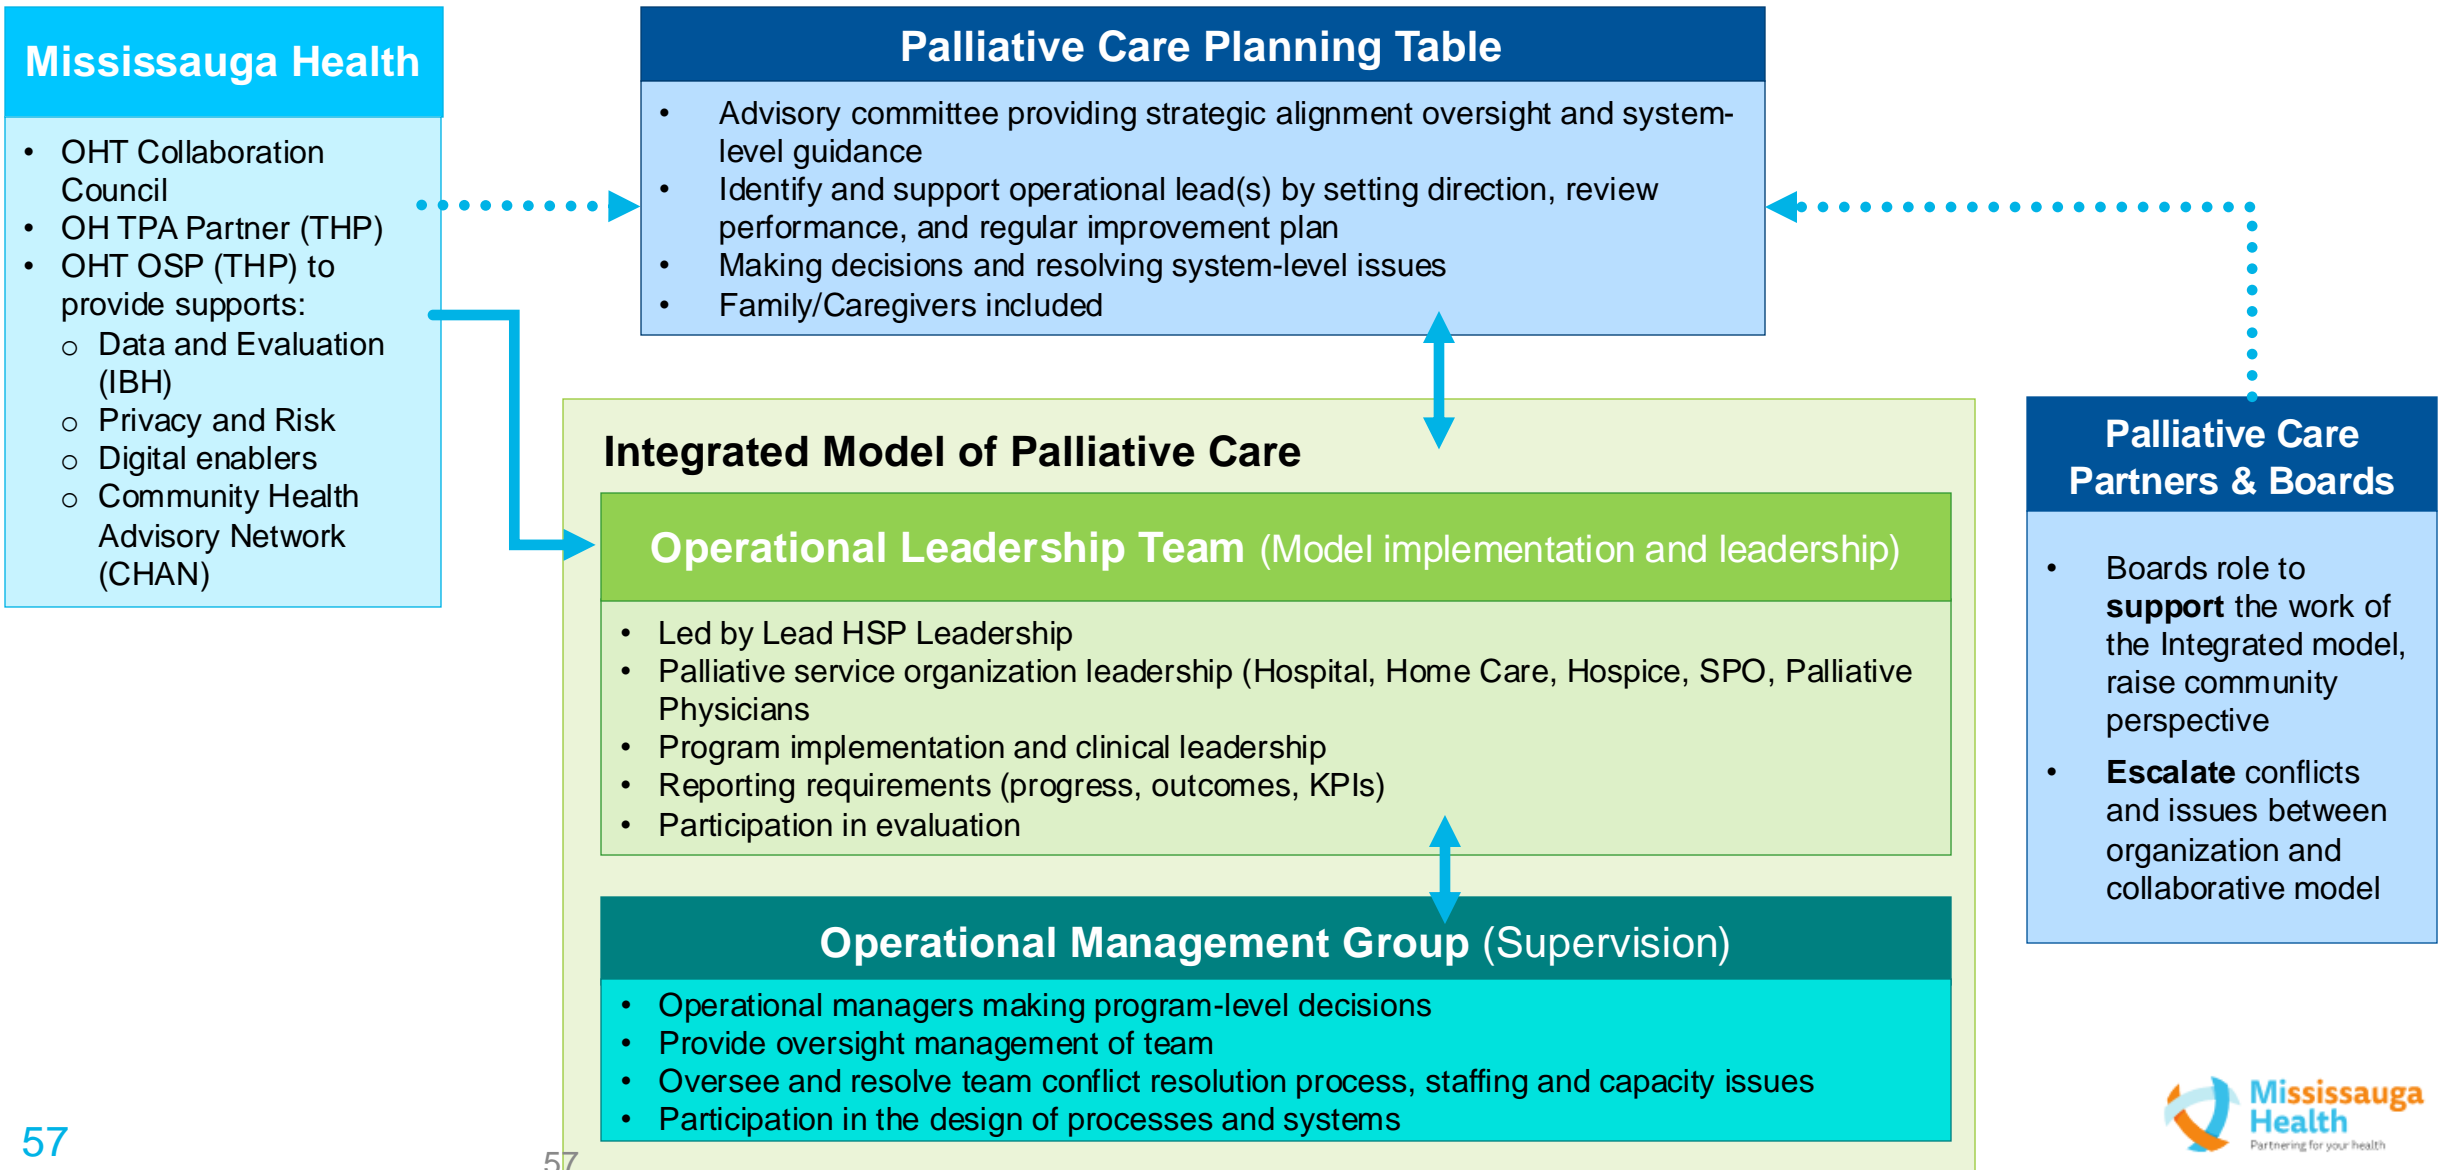 Mississauga Health
• OHT Collaboration
Council
• OH TPA Partner (THP)
• OHT OSP (THP) to
provide supports:
o Data and Evaluation
(IBH)
o Privacy and Risk
o Digital enablers
o Community Health
Advisory Network
(CHAN)
Palliative Care Planning Table
• Advisory committee providing strategic alignment oversight and system-
level guidance
• Identify and support operational lead(s) by setting direction, review
performance, and regular improvement plan
• Making decisions and resolving system-level issues
• Family/Caregivers included
Integrated Model of Palliative Care
Operational Leadership Team (Model implementation and leadership)
• Led by Lead HSP Leadership
• Palliative service organization leadership (Hospital, Home Care, Hospice, SPO, Palliative
Physicians
• Program implementation and clinical leadership
• Reporting requirements (progress, outcomes, KPIs)
• Participation in evaluation
Operational Management Group (Supervision)
• Operational managers making program-level decisions
• Provide oversight management of team
• Oversee and resolve team conflict resolution process, staffing and capacity issues
• Participation in the design of processes and systems
Palliative Care
Partners & Boards
• Boards role to
support the work of
the Integrated model,
raise community
perspective
• Escalate conflicts
and issues between
organization and
collaborative model
57
57
Mississauga
Health
Partnering for your health